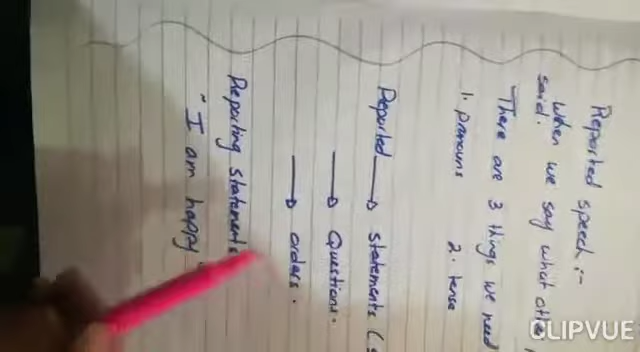 Reported speech :-
When we say what other
said.
There are 3 things we need
1. pronouns 2. tense
Reported → statements (
→ Questions.
→ orders.
Reporting statements
"I am happy"
CLIPVUE